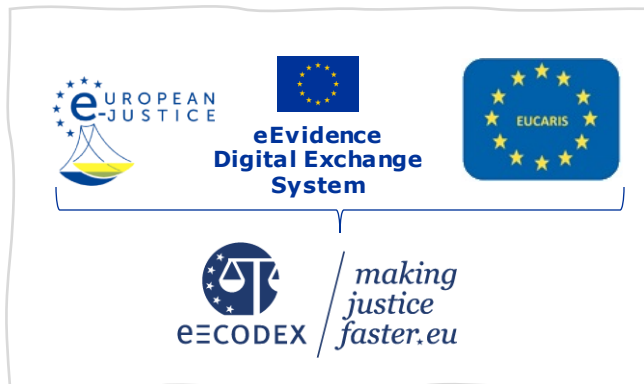 eUROPEAN
e-JUSTICE
eEvidence
Digital Exchange
System
EUCARIS
e-CODEX
making
justice
faster.eu